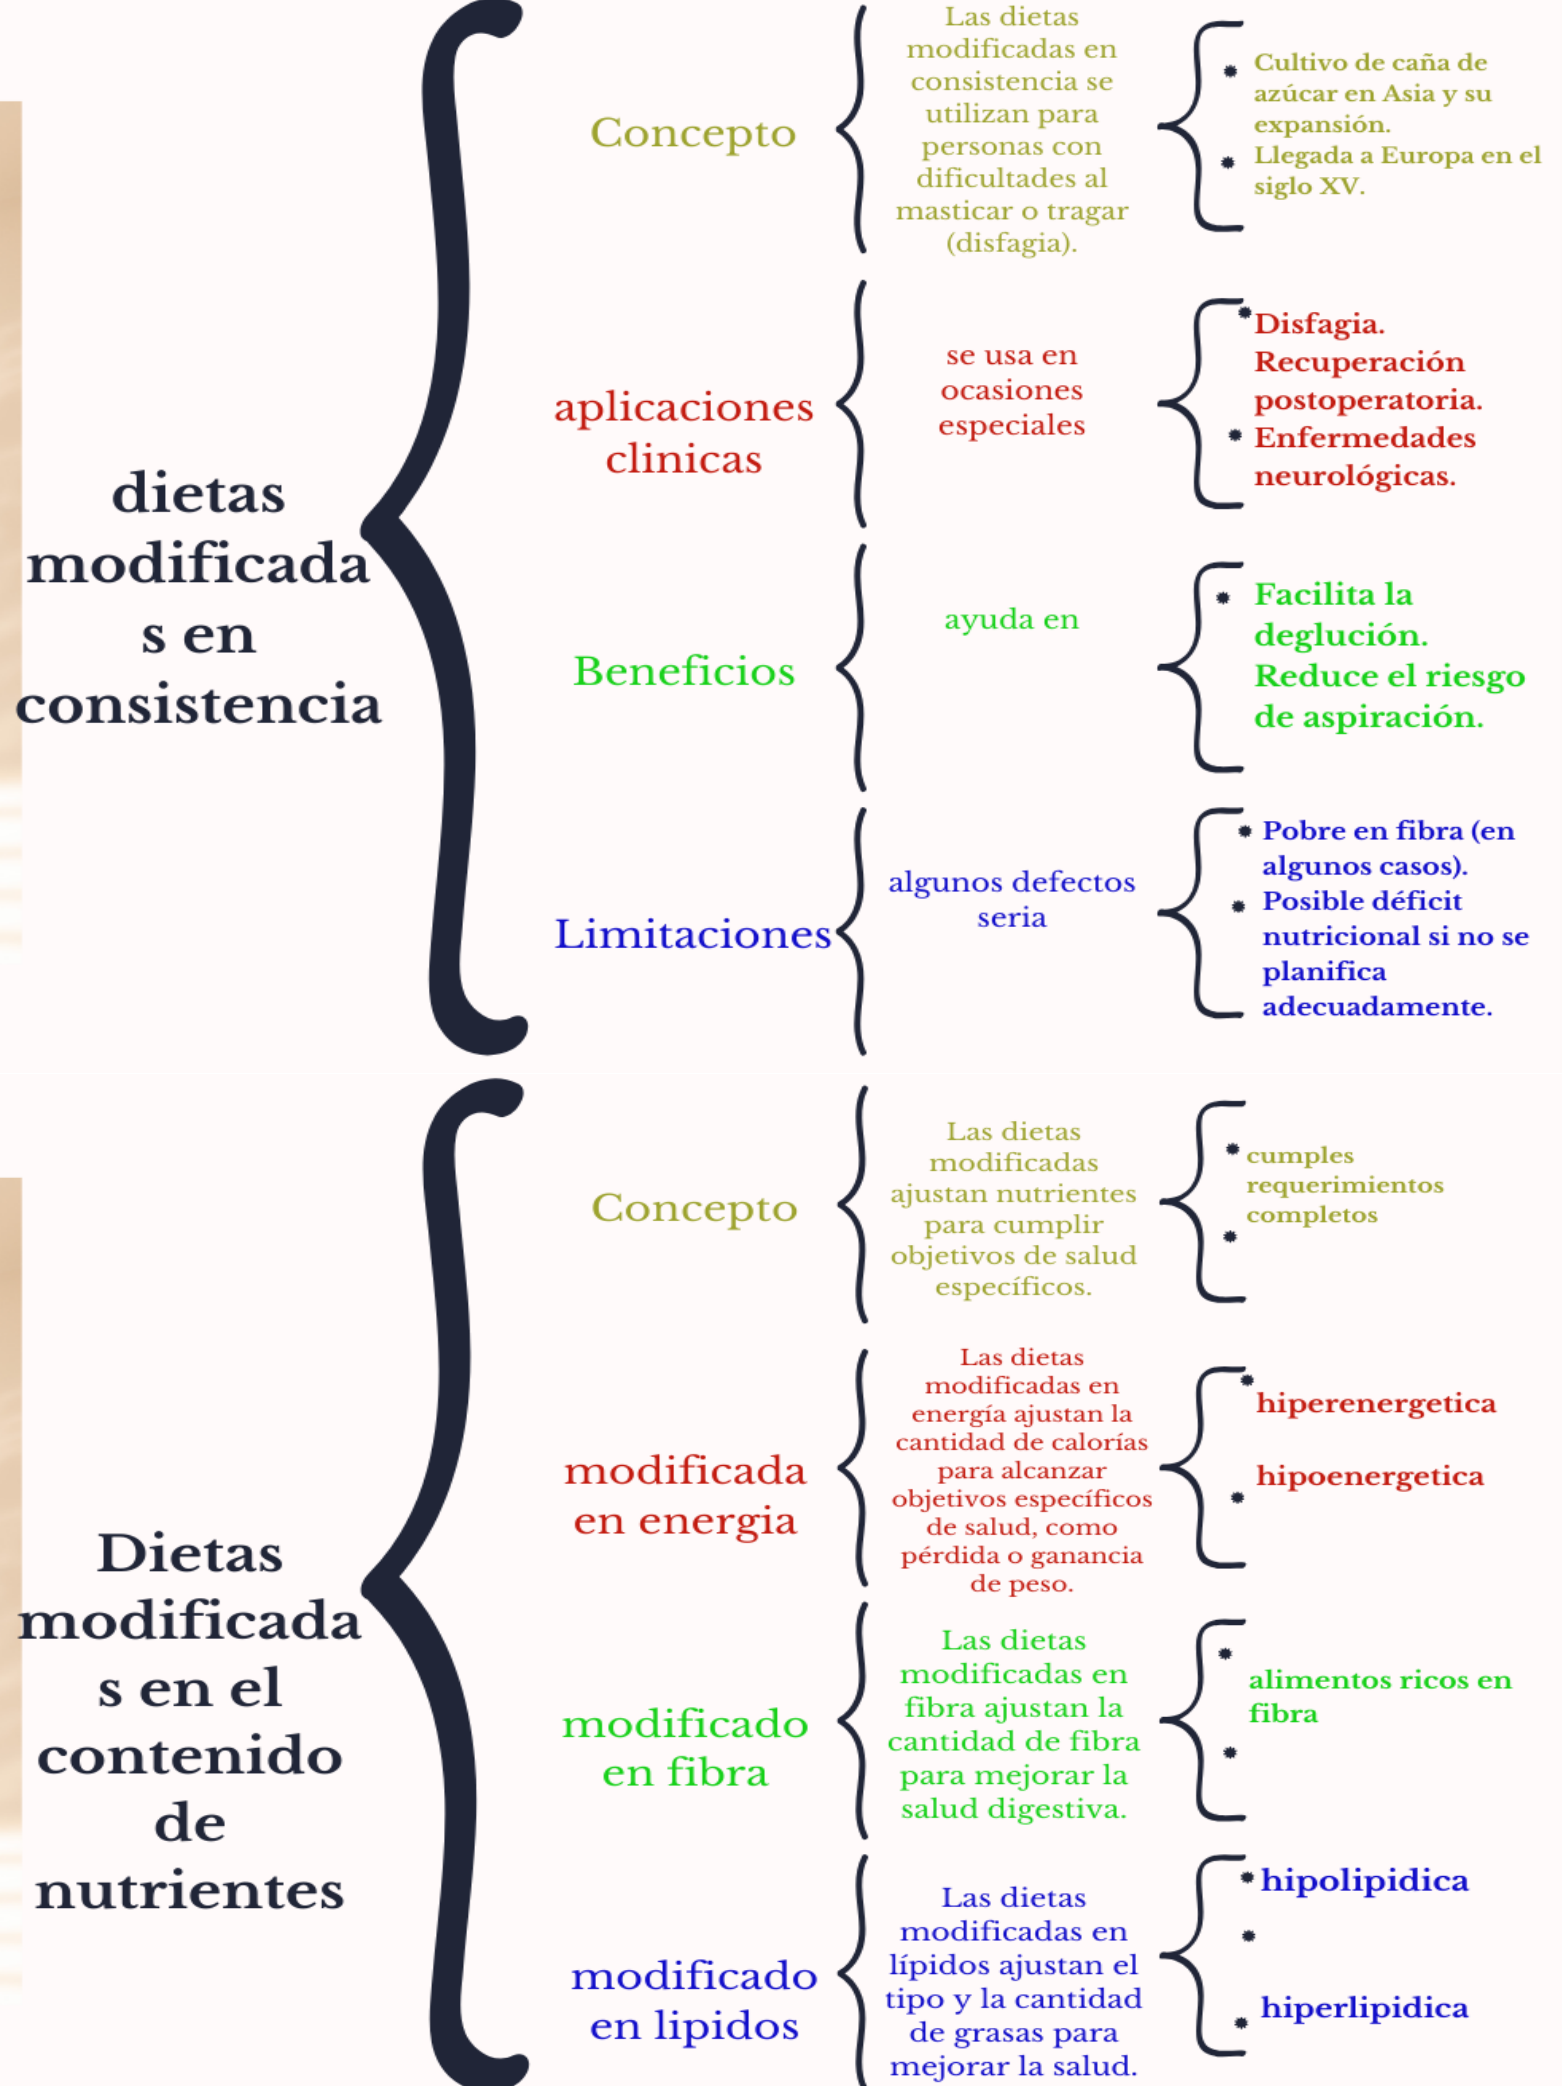 dietas
modificada
s en
consistencia
Concepto
Las dietas
modificadas en
consistencia se
utilizan para
personas con
dificultades al
masticar o tragar
(disfagia).
Cultivo de caña de
azúcar en Asia y su
expansión.
Llegada a Europa en el
siglo XV.
aplicaciones
clinicas
se usa en
ocasiones
especiales
Disfagia.
Recuperación
postoperatoria.
Enfermedades
neurológicas.
Beneficios
ayuda en
Facilita la
deglución.
Reduce el riesgo
de aspiración.
Limitaciones
algunos defectos
seria
Pobre en fibra (en
algunos casos).
Posible déficit
nutricional si no se
planifica
adecuadamente.
Dietas
modificada
s en el
contenido
de
nutrientes
Concepto
Las dietas
modificadas
ajustan nutrientes
para cumplir
objetivos de salud
específicos.
cumples
requerimientos
completos
modificada
en energia
Las dietas
modificadas en
energía ajustan la
cantidad de calorías
para alcanzar
objetivos específicos
de salud, como
pérdida o ganancia
de peso.
hiperenergetica
hipoenergetica
modificado
en fibra
Las dietas
modificadas en
fibra ajustan la
cantidad de fibra
para mejorar la
salud digestiva.
alimentos ricos en
fibra
modificado
en lipidos
Las dietas
modificadas en
lípidos ajustan el
tipo y la cantidad
de grasas para
mejorar la salud.
hipolipidica
hiperlipidica